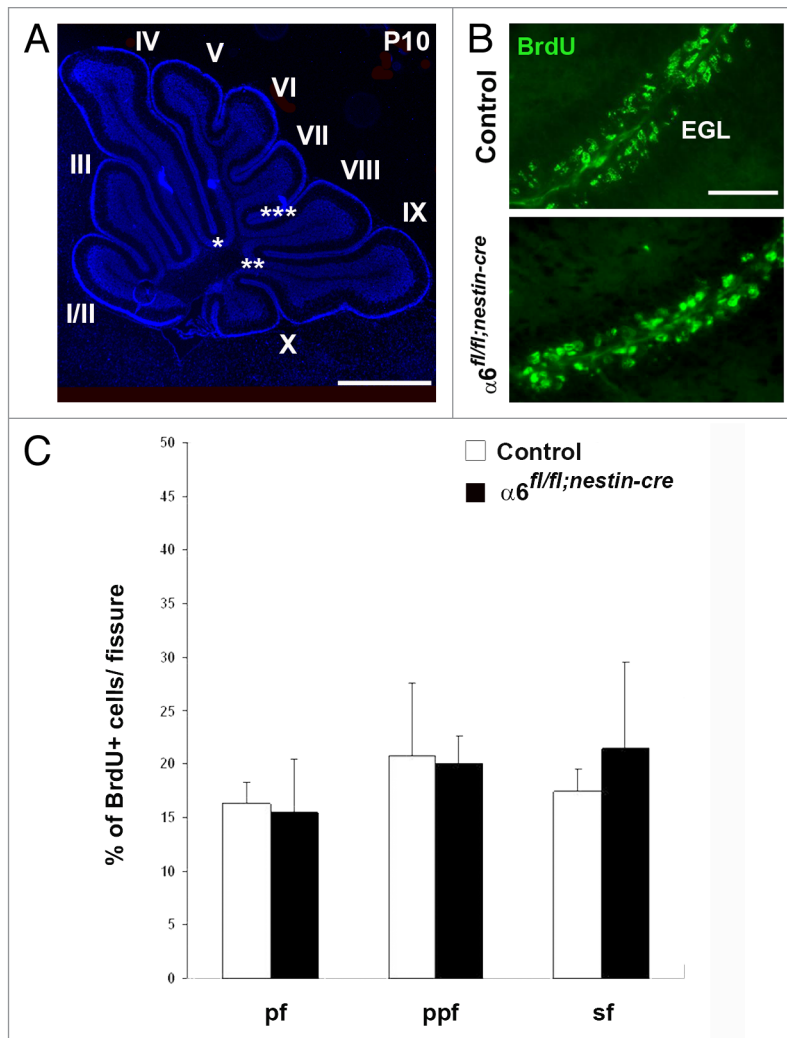 A
IV
V
P10
VI
VII
III
VIII
IX
***
*
**
I/II
X
B
BrdU
Control
EGL
α6fl/fl;nestin-cre
C
50
45
40
35
30
25
20
15
10
5
0
% of BrdU+ cells/ fissure
Control
α6fl/fl;nestin-cre
pf ppf sf